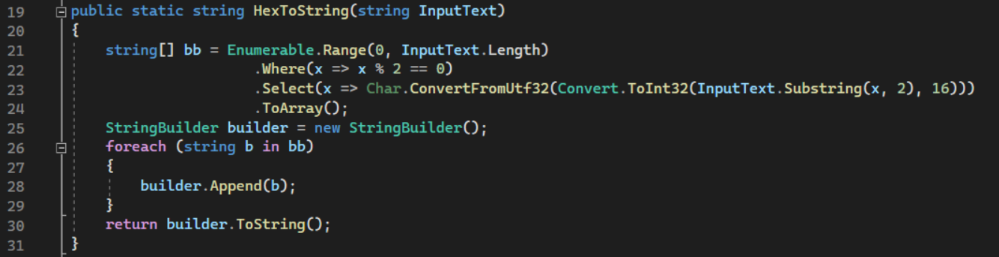 19 public static string HexToString(string InputText)
20 {
21     string[] bb = Enumerable.Range(0, InputText.Length)
22                      .Where(x => x % 2 == 0)
23                      .Select(x => Char.ConvertFromUtf32(Convert.ToInt32(InputText.Substring(x, 2), 16)))
24                      .ToArray();
25     StringBuilder builder = new StringBuilder();
26     foreach (string b in bb)
27     {
28         builder.Append(b);
29     }
30     return builder.ToString();
31 }